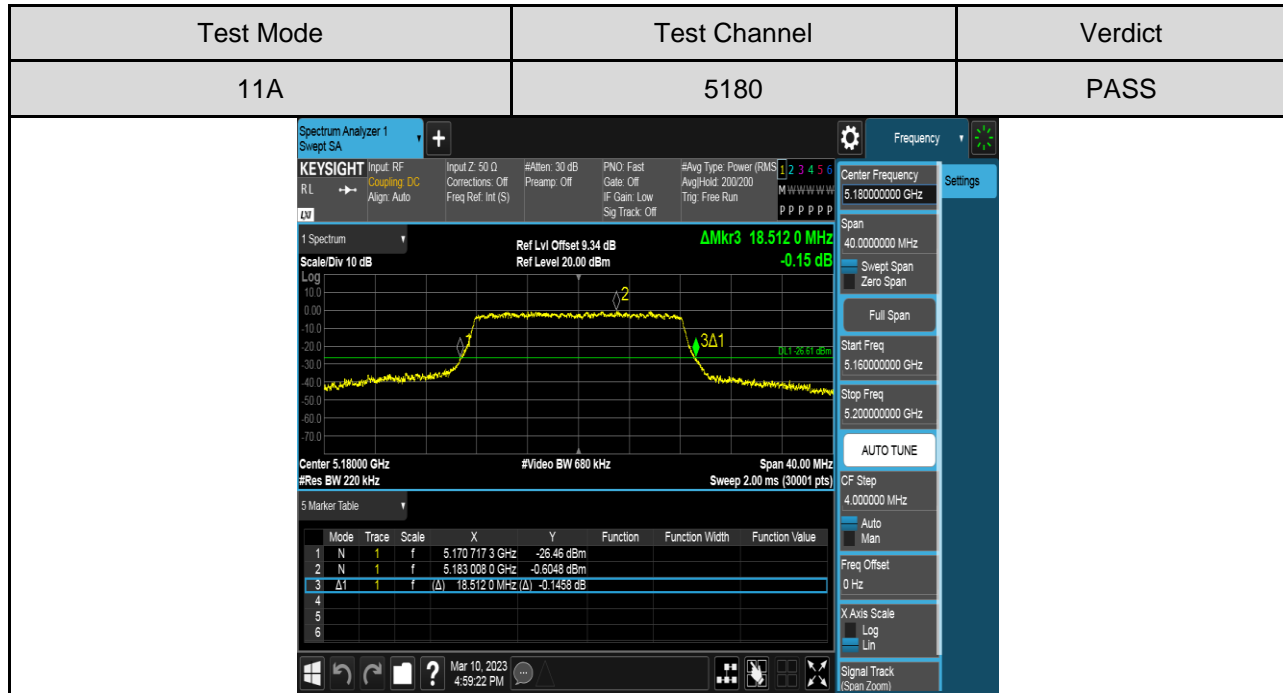 Test Mode Test Channel Verdict
11A 5180 PASS
Spectrum Analyzer 1
Swept SA
+
Frequency
Settings
KEYSIGHT
RL
LXI
Input: RF
Coupling: DC
Align: Auto
Input Z: 50 Ω
Corrections: Off
Freq Ref: Int (S)
#Atten: 30 dB
Preamp: Off
PNO: Fast
Gate: Off
IF Gain: Low
Sig Track: Off
#Avg Type: Power (RMS
Avg|Hold: 200/200
Trig: Free Run
1 2 3 4 5 6
M W W W W W
P P P P P P
1 Spectrum
Scale/Div 10 dB
Ref Lvl Offset 9.34 dB
Ref Level 20.00 dBm
ΔMkr3 18.512 0 MHz
-0.15 dB
Log
10.0
0.00
-10.0
-20.0
-30.0
-40.0
-50.0
-60.0
-70.0
1
2
3Δ1
DL1 -26.61 dBm
Center 5.18000 GHz
#Video BW 680 kHz
Span 40.00 MHz
#Res BW 220 kHz
Sweep 2.00 ms (30001 pts)
5 Marker Table
Mode Trace Scale X Y Function Function Width Function Value
1 N 1 f 5.170 717 3 GHz -26.46 dBm
2 N 1 f 5.183 008 0 GHz -0.6048 dBm
3 Δ1 1 f (Δ) 18.512 0 MHz (Δ) -0.1458 dB
4
5
6
Center Frequency
5.180000000 GHz
Span
40.0000000 MHz
Swept Span
Zero Span
Full Span
Start Freq
5.160000000 GHz
Stop Freq
5.200000000 GHz
AUTO TUNE
CF Step
4.000000 MHz
Auto
Man
Freq Offset
0 Hz
X Axis Scale
Log
Lin
Signal Track
(Span Zoom)
?
Mar 10, 2023
4:59:22 PM